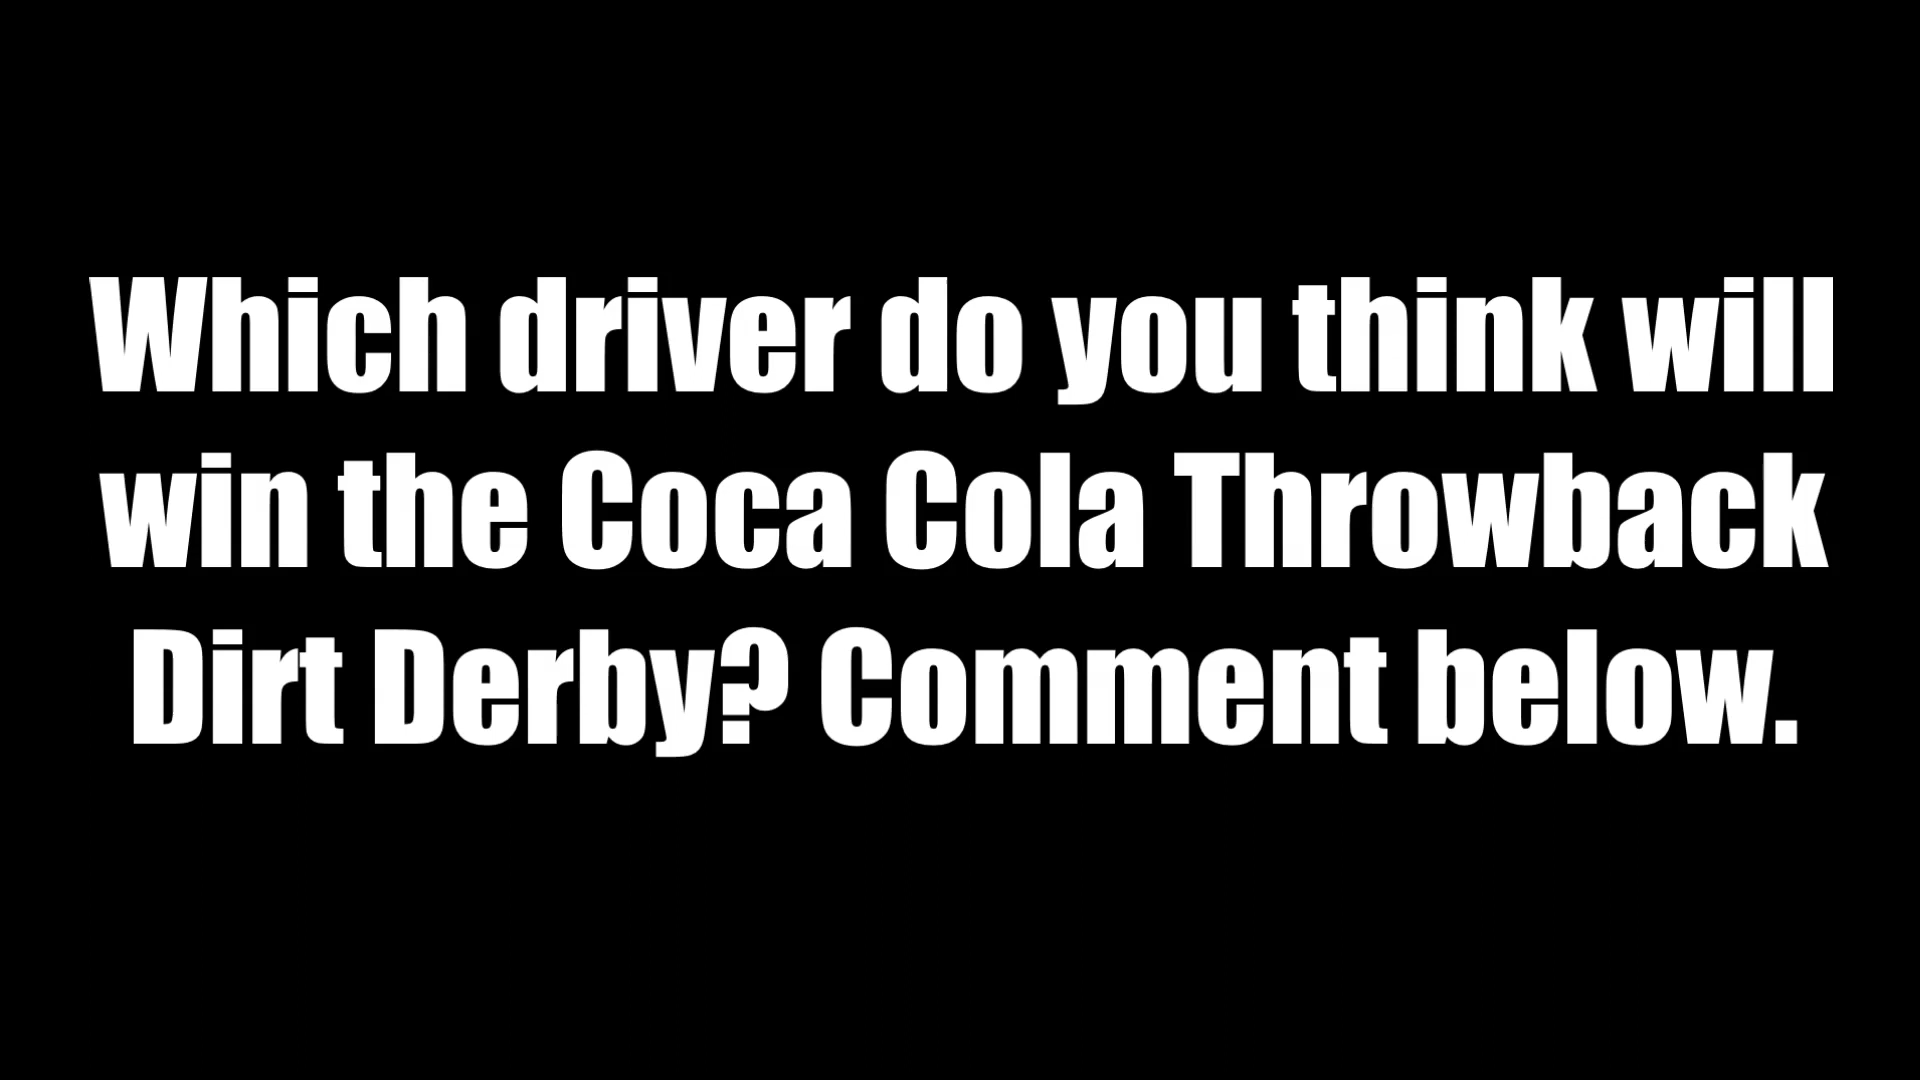 Which driver do you think will
win the Coca Cola Throwback
Dirt Derby? Comment below.